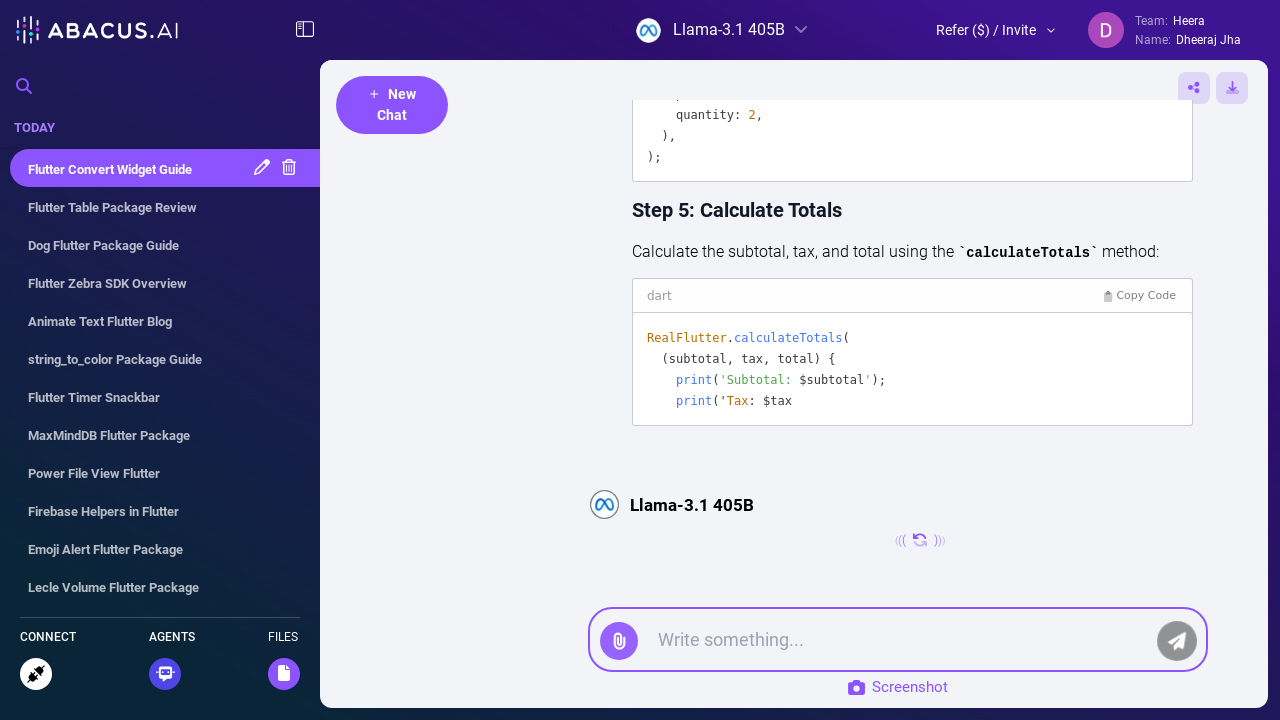 ABACUS.AI
Llama-3.1 405B
Refer ($) / Invite
D
Team: Heera
Name: Dheeraj Jha
TODAY
Flutter Convert Widget Guide
Flutter Table Package Review
Dog Flutter Package Guide
Flutter Zebra SDK Overview
Animate Text Flutter Blog
string_to_color Package Guide
Flutter Timer Snackbar
MaxMindDB Flutter Package
Power File View Flutter
Firebase Helpers in Flutter
Emoji Alert Flutter Package
Lecle Volume Flutter Package
CONNECT
AGENTS
FILES
+ New
Chat
quantity: 2,
),
);
Step 5: Calculate Totals
Calculate the subtotal, tax, and total using the `calculateTotals` method:
dart
Copy Code
RealFlutter.calculateTotals(
(subtotal, tax, total) {
print('Subtotal: $subtotal');
print('Tax: $tax
Llama-3.1 405B
Write something...
Screenshot